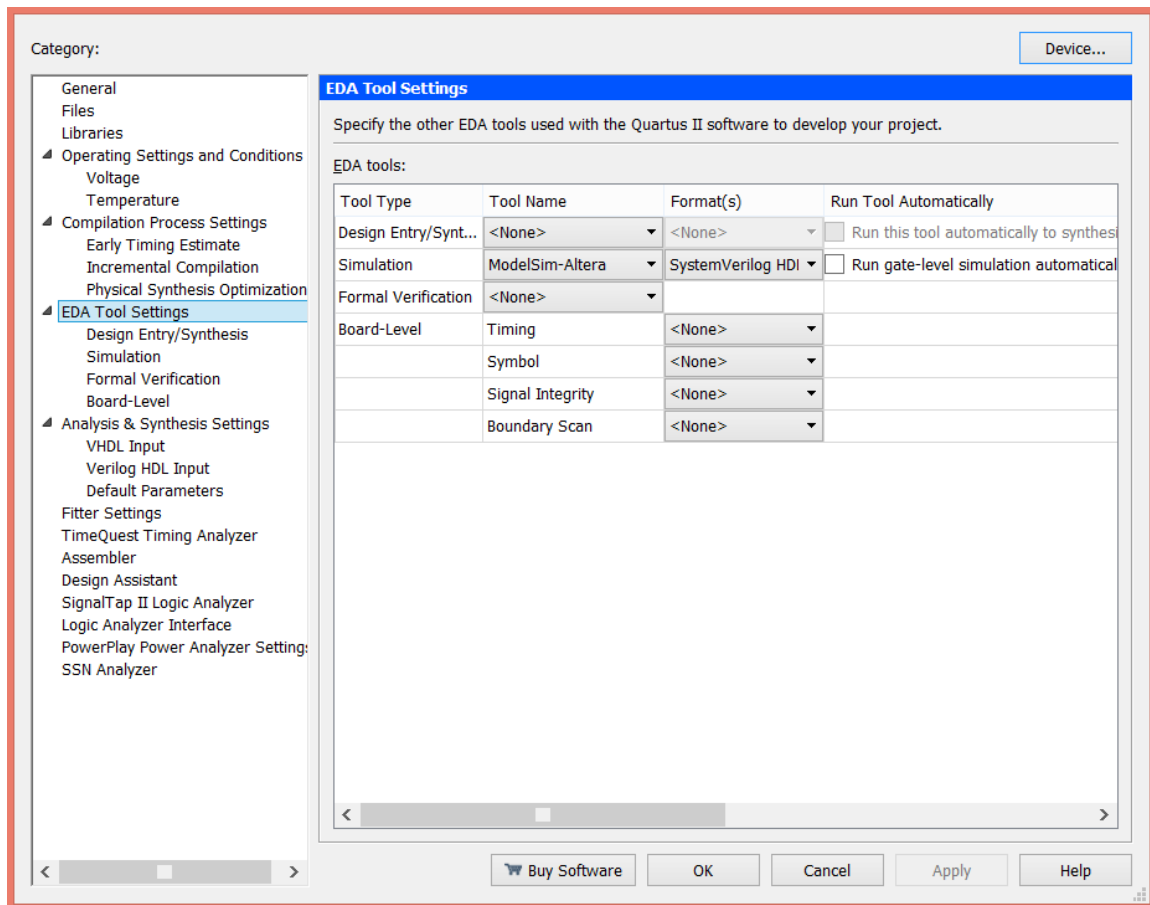 Category:
Device...
General
Files
Libraries
Operating Settings and Conditions
Voltage
Temperature
Compilation Process Settings
Early Timing Estimate
Incremental Compilation
Physical Synthesis Optimization
EDA Tool Settings
Design Entry/Synthesis
Simulation
Formal Verification
Board-Level
Analysis & Synthesis Settings
VHDL Input
Verilog HDL Input
Default Parameters
Fitter Settings
TimeQuest Timing Analyzer
Assembler
Design Assistant
SignalTap II Logic Analyzer
Logic Analyzer Interface
PowerPlay Power Analyzer Settings
SSN Analyzer
EDA Tool Settings
Specify the other EDA tools used with the Quartus II software to develop your project.
EDA tools:
Tool Type Tool Name Format(s) Run Tool Automatically
Design Entry/Synt... <None> <None> Run this tool automatically to synthesi
Simulation ModelSim-Altera SystemVerilog HDI Run gate-level simulation automatical
Formal Verification <None>
Board-Level Timing <None>
Symbol <None>
Signal Integrity <None>
Boundary Scan <None>
Buy Software OK Cancel Apply Help